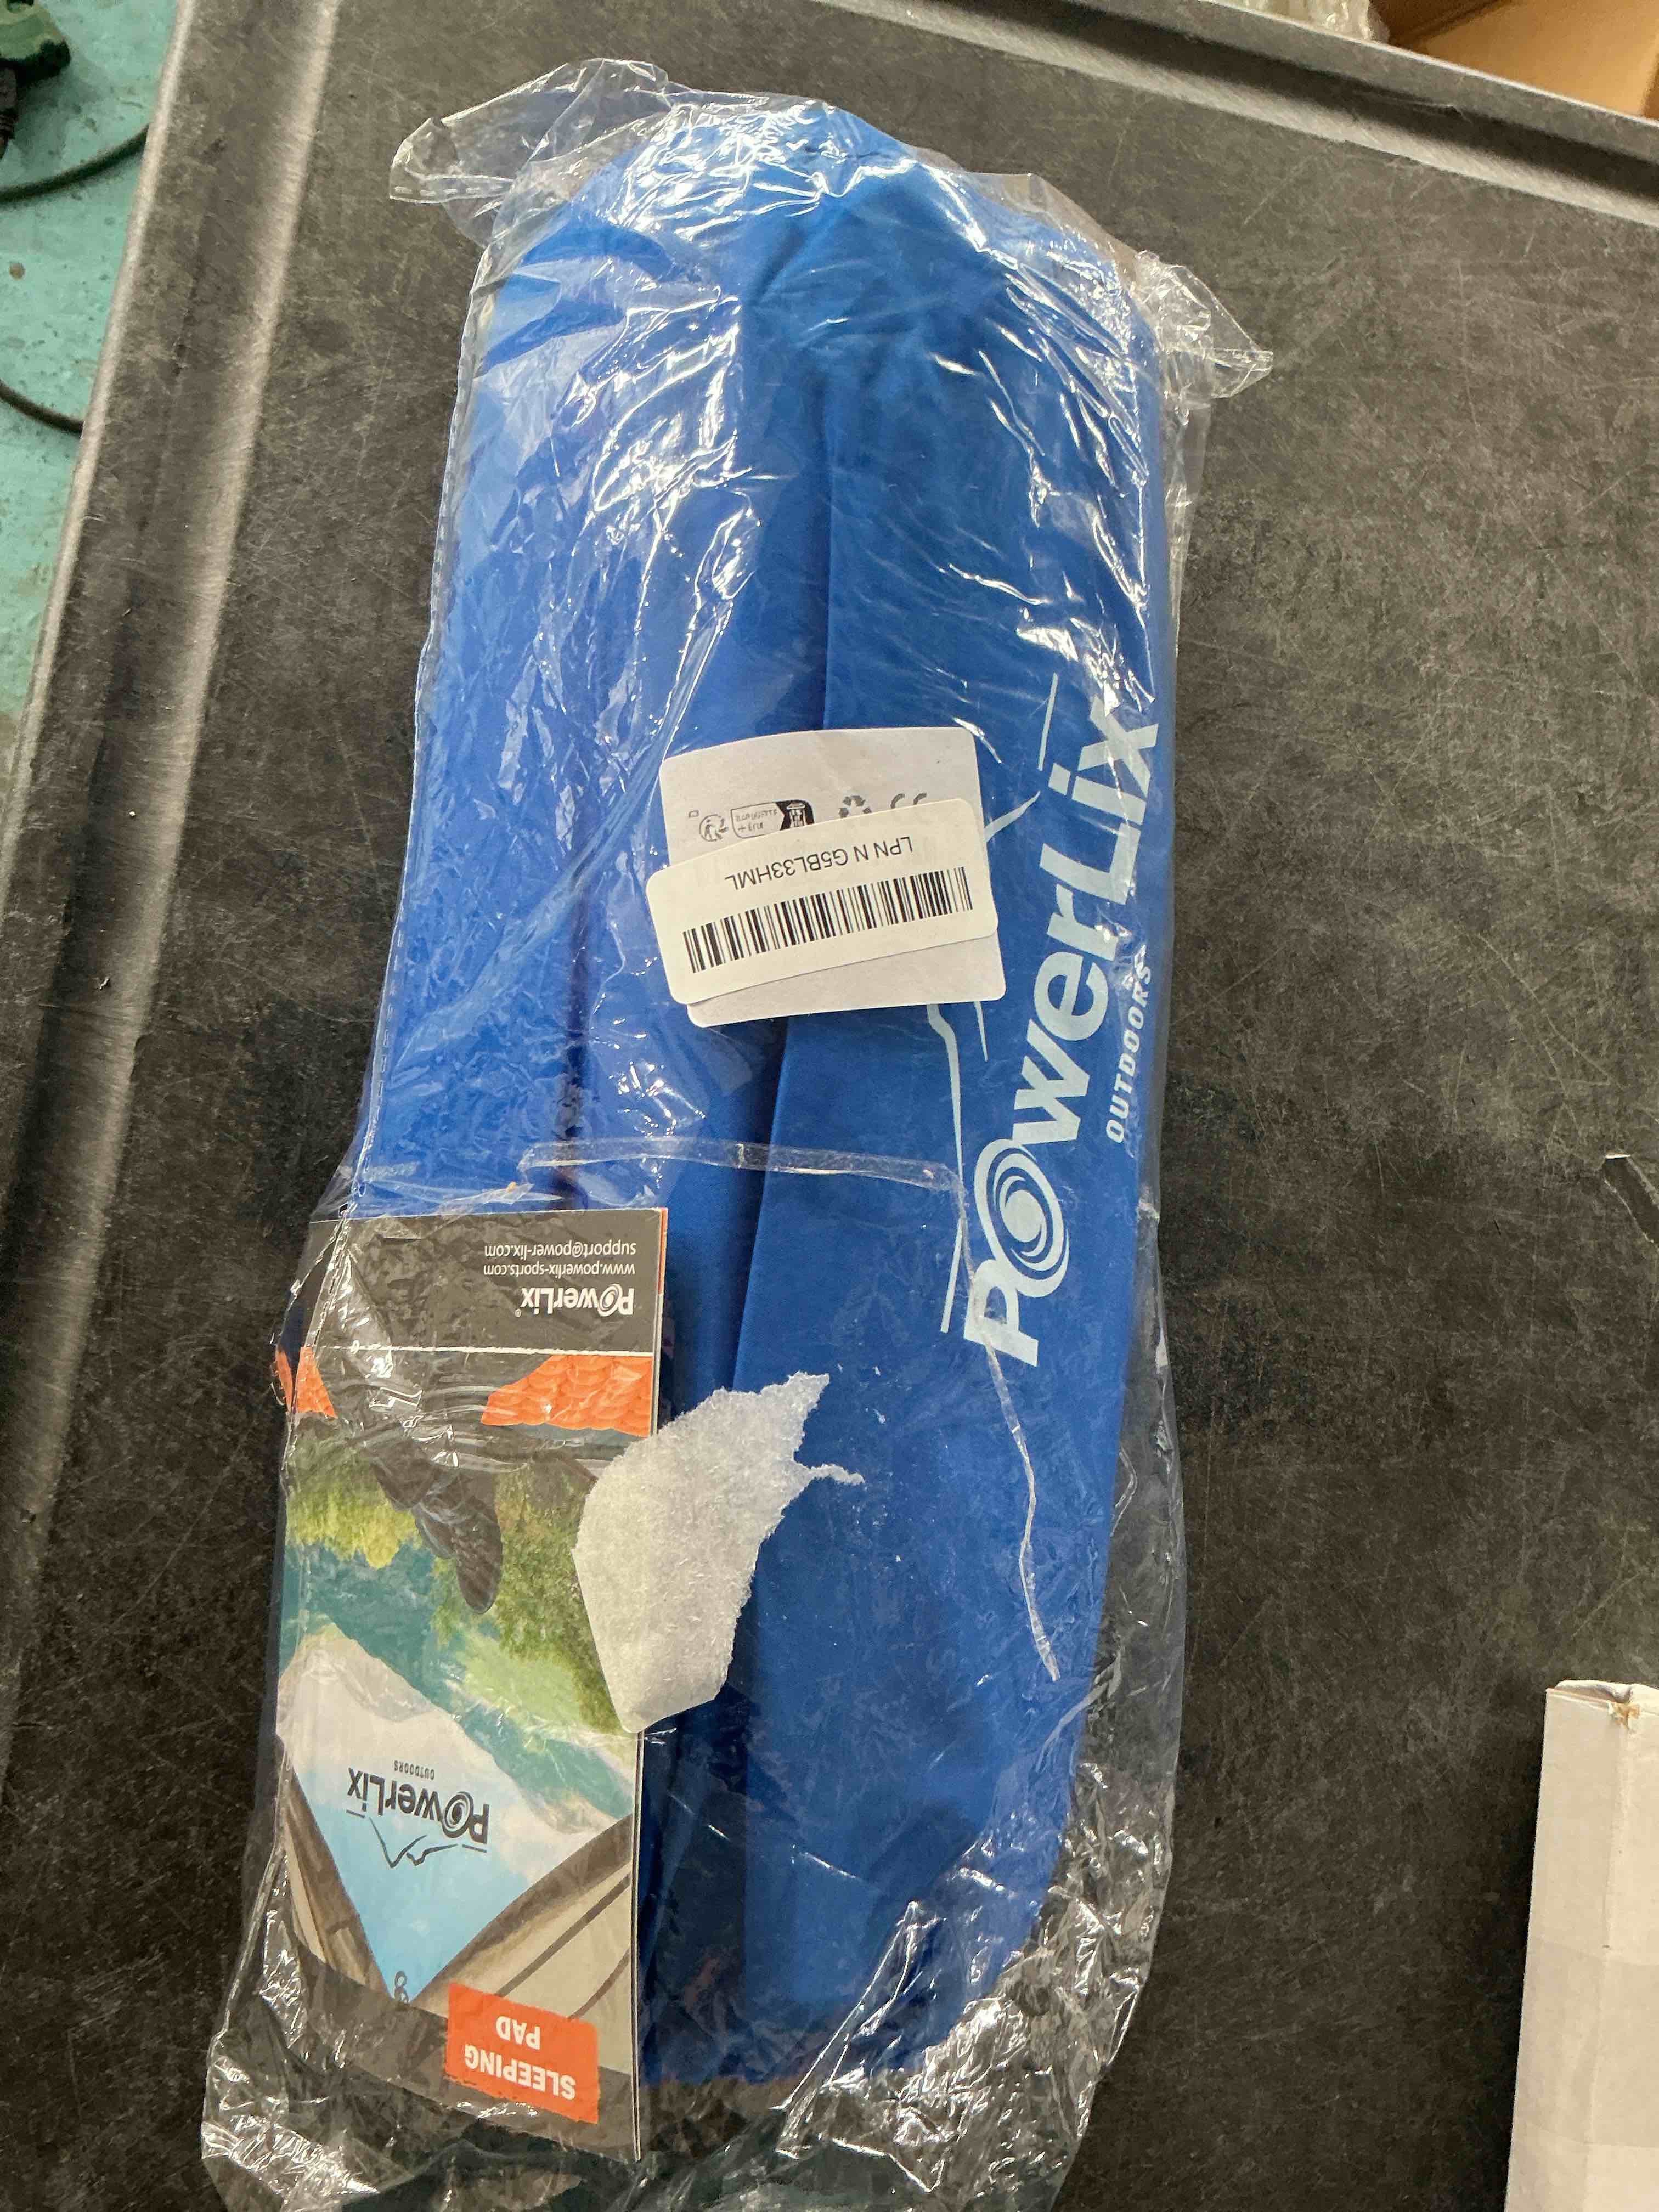 PowerLix
OUTDOORS
LPN N G5BL33HML
PowerLix®
www.powerlix-sports.com
support@power-lix.com
PowerLix
OUTDOORS
SLEEPING
PAD